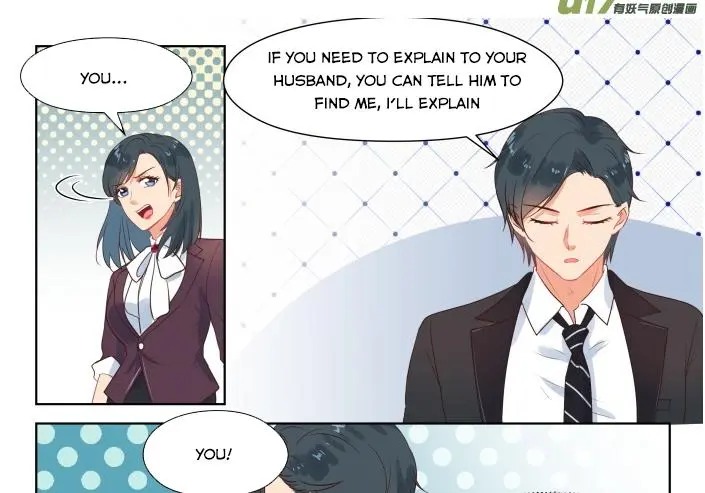 有妖气原创漫画
YOU...
IF YOU NEED TO EXPLAIN TO YOUR
HUSBAND, YOU CAN TELL HIM TO
FIND ME, I'LL EXPLAIN
YOU!